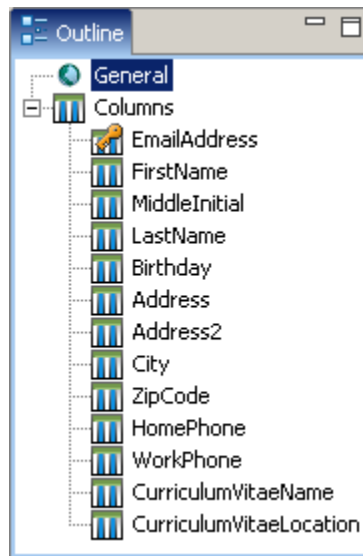 Outline
General
Columns
EmailAddress
FirstName
MiddleInitial
LastName
Birthday
Address
Address2
City
ZipCode
HomePhone
WorkPhone
CurriculumVitaeName
CurriculumVitaeLocation